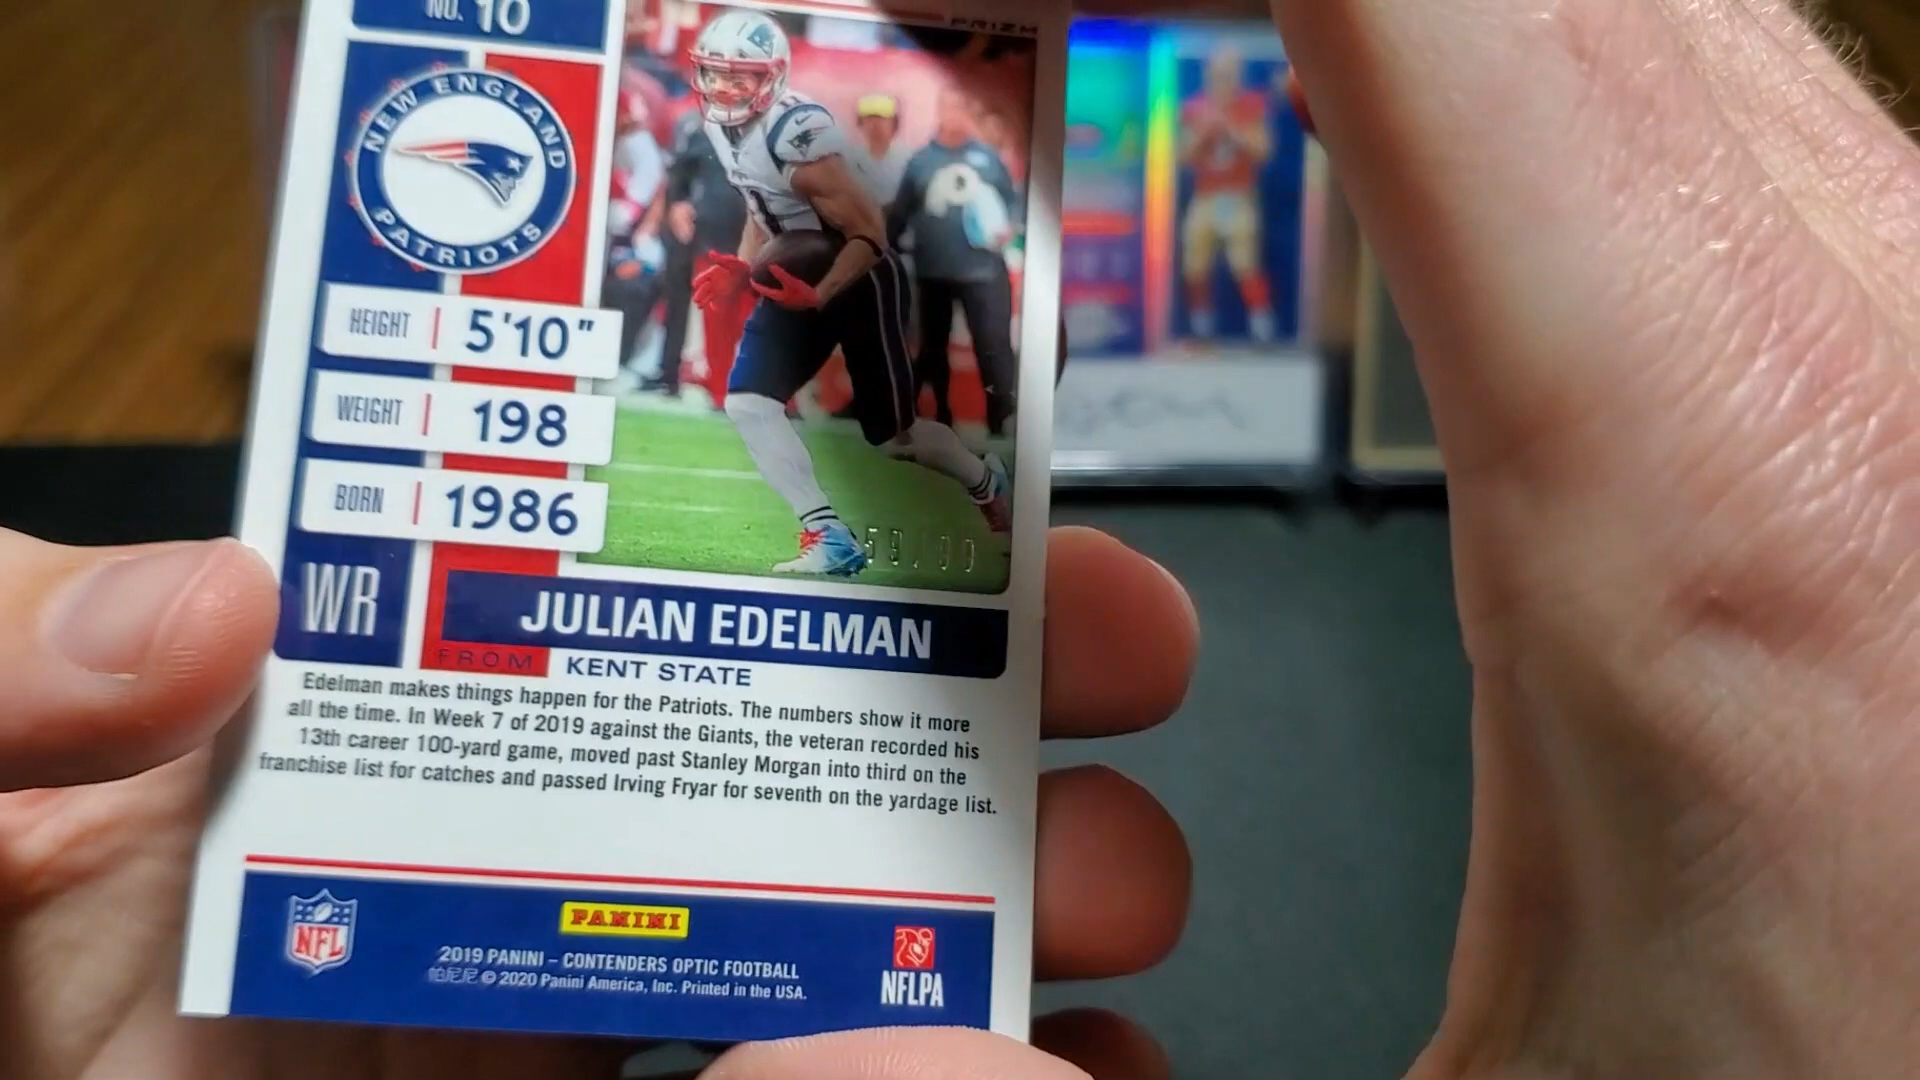 NO. 10
PRIZM
NEW ENGLAND
PATRIOTS
HEIGHT 5'10"
WEIGHT 198
BORN 1986
WR
JULIAN EDELMAN
FROM KENT STATE
Edelman makes things happen for the Patriots. The numbers show it more
all the time. In Week 7 of 2019 against the Giants, the veteran recorded his
13th career 100-yard game, moved past Stanley Morgan into third on the
franchise list for catches and passed Irving Fryar for seventh on the yardage list.
NFL
PANINI
NFLPA
2019 PANINI – CONTENDERS OPTIC FOOTBALL
帕尼尼 © 2020 Panini America, Inc. Printed in the USA.